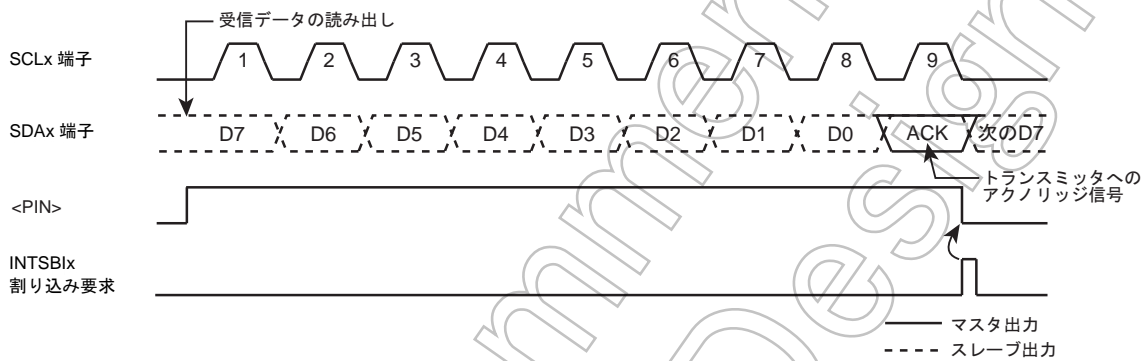 受信データの読み出し
SCLx 端子
1 2 3 4 5 6 7 8 9
SDAx 端子
D7 D6 D5 D4 D3 D2 D1 D0 ACK 次のD7
トランスミッタへの
アクノリッジ信号
<PIN>
INTSBIx
割り込み要求
マスタ出力
スレーブ出力